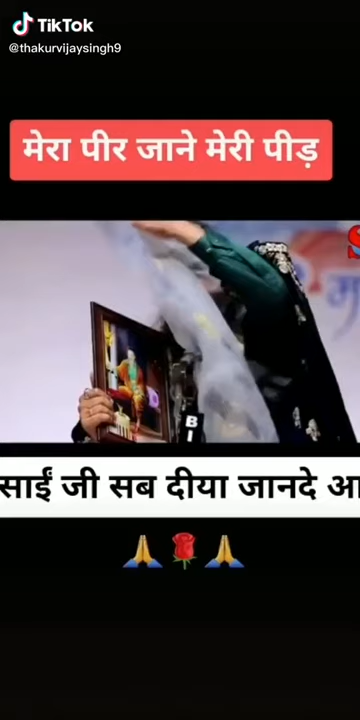 TikTok
@thakurvijaysingh9
मेरा पीर जाने मेरी पीड़
S
म
B
I
साईं जी सब दीया जानदे आ